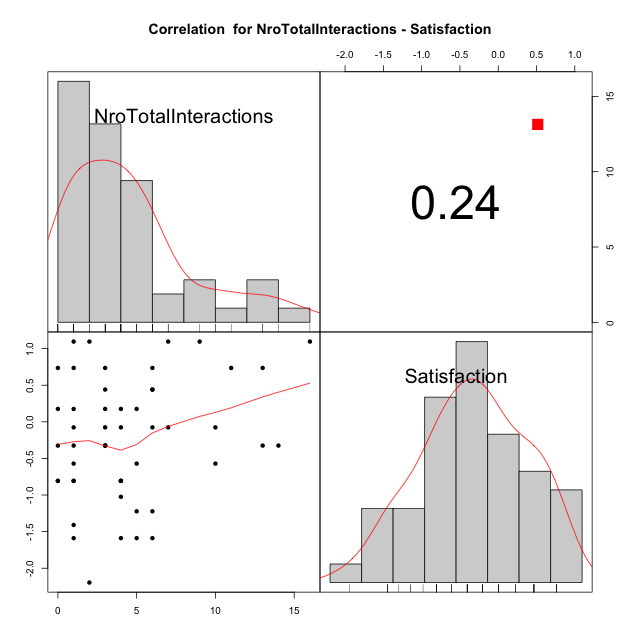 Correlation  for NroTotalInteractions - Satisfaction
-2.0 -1.5 -1.0 -0.5 0.0 0.5 1.0
NroTotalInteractions
0.24
15
10
5
0
1.0
0.5
0.0
-0.5
-1.0
-1.5
-2.0
Satisfaction
0 5 10 15